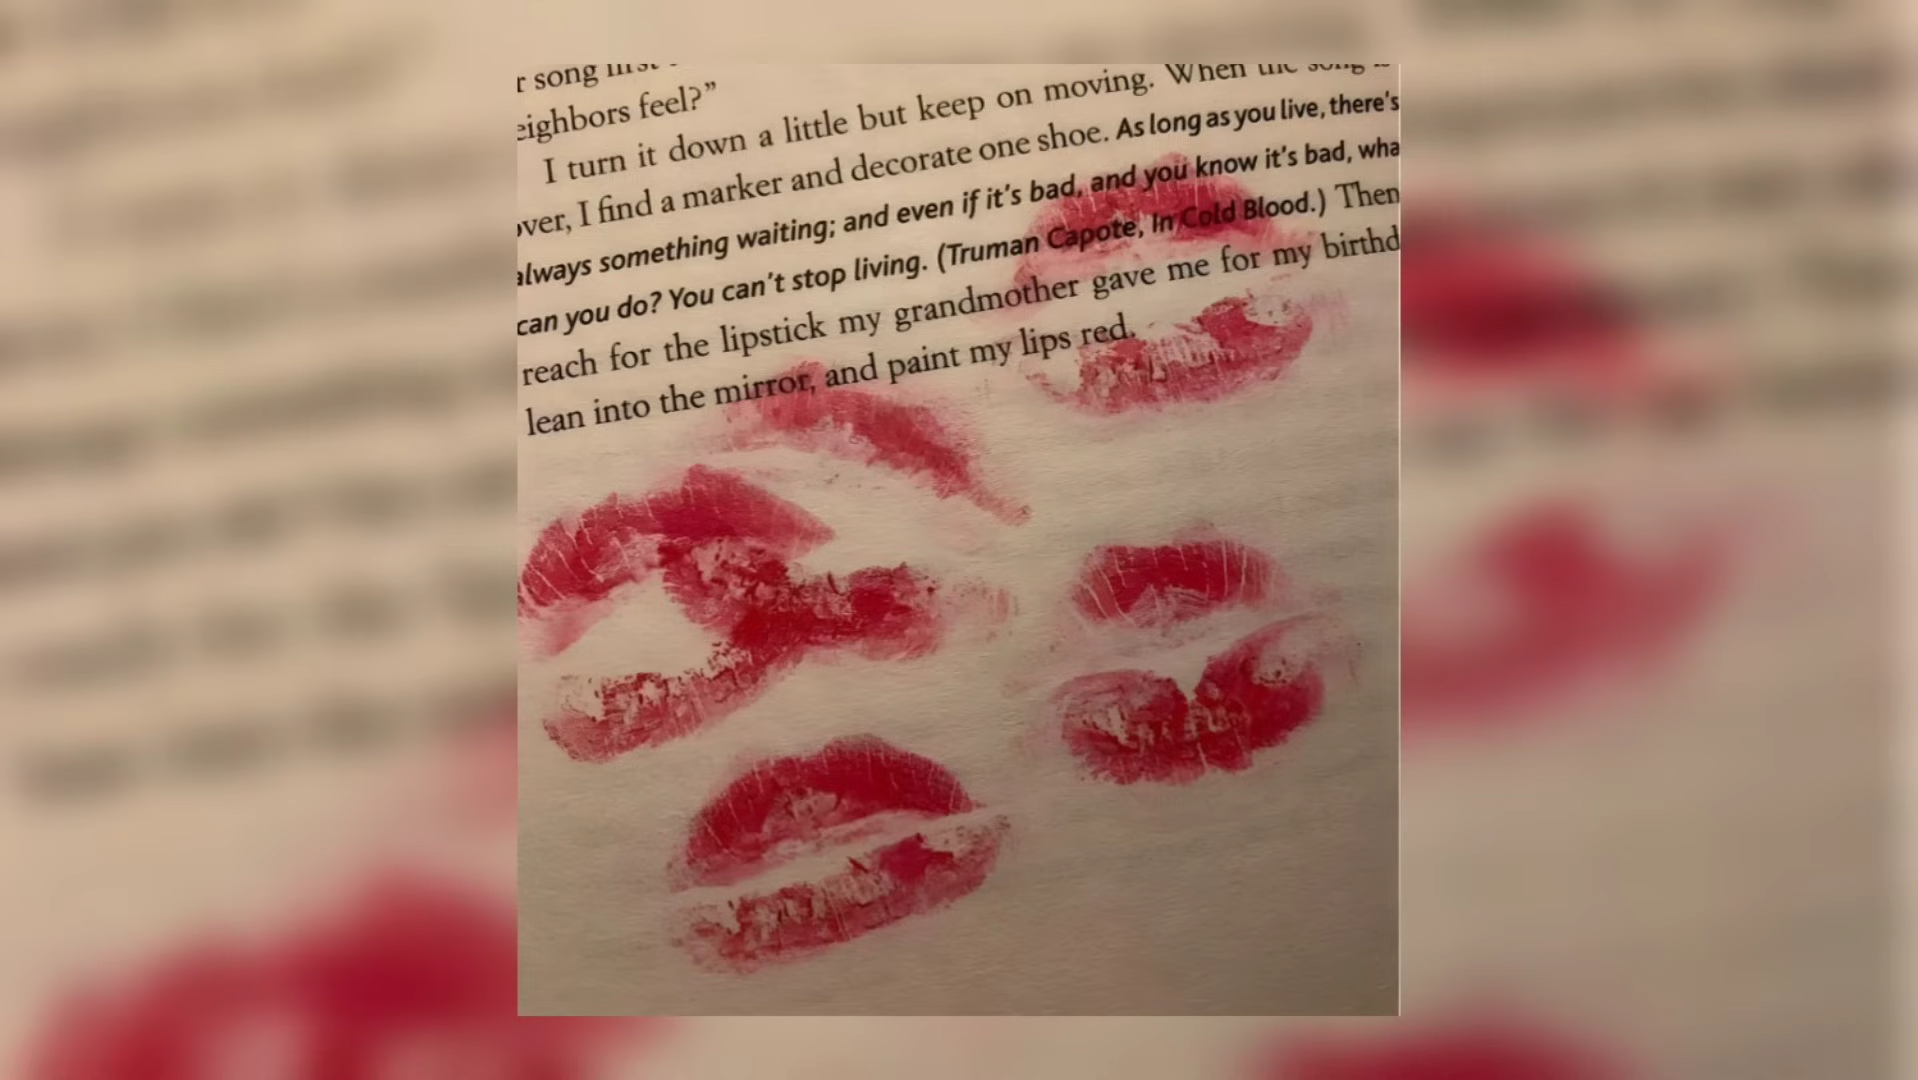 r song first
eighbors feel?”
I turn it down a little but keep on moving. When the song is
over, I find a marker and decorate one shoe. As long as you live, there's
always something waiting; and even if it's bad, and you know it's bad, wha
can you do? You can't stop living. (Truman Capote, In Cold Blood.) Then
reach for the lipstick my grandmother gave me for my birthd
lean into the mirror, and paint my lips red.